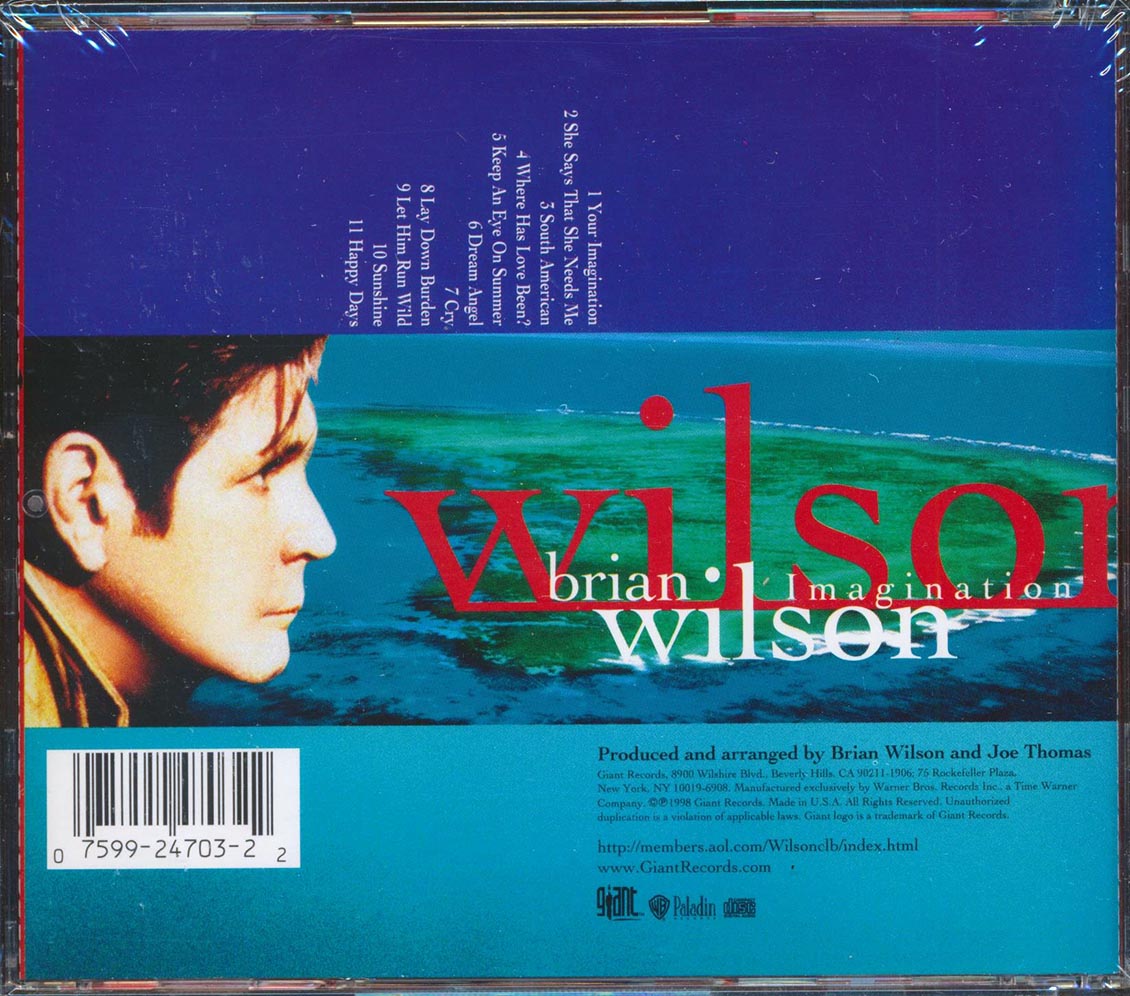 1 Your Imagination
2 She Says That She Needs Me
3 South American
4 Where Has Love Been?
5 Keep An Eye On Summer
6 Dream Angel
7 Cry
8 Lay Down Burden
9 Let Him Run Wild
10 Sunshine
11 Happy Days
wilson
brian
Imagination
wilson
Produced and arranged by Brian Wilson and Joe Thomas
Giant Records, 8900 Wilshire Blvd., Beverly Hills, CA 90211-1906; 75 Rockefeller Plaza,
New York, NY 10019-6908. Manufactured exclusively by Warner Bros. Records Inc., a Time Warner
Company. ©℗1998 Giant Records. Made in U.S.A. All Rights Reserved. Unauthorized
duplication is a violation of applicable laws. Giant logo is a trademark of Giant Records.
http://members.aol.com/Wilsonclb/index.html
www.GiantRecords.com
giant WB Paladin
0 7599-24703-2 2